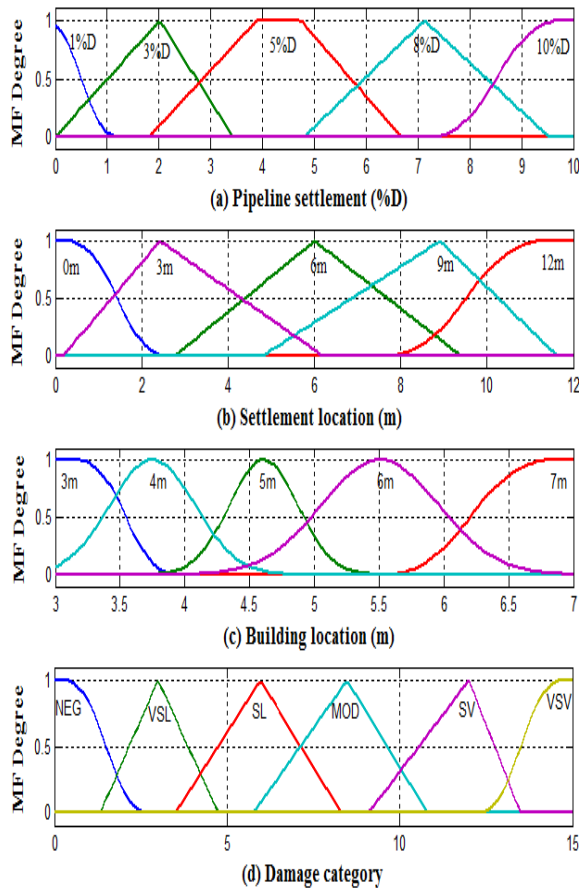 MF Degree
1
0.5
0
1%D 3%D 5%D 8%D 10%D
0 1 2 3 4 5 6 7 8 9 10
(a) Pipeline settlement (%D)
MF Degree
1
0.5
0
0m 3m 6m 9m 12m
0 2 4 6 8 10 12
(b) Settlement location (m)
MF Degree
1
0.5
0
3m 4m 5m 6m 7m
3 3.5 4 4.5 5 5.5 6 6.5 7
(c) Building location (m)
MF Degree
1
0.5
0
NEG VSL SL MOD SV VSV
0 5 10 15
(d) Damage category